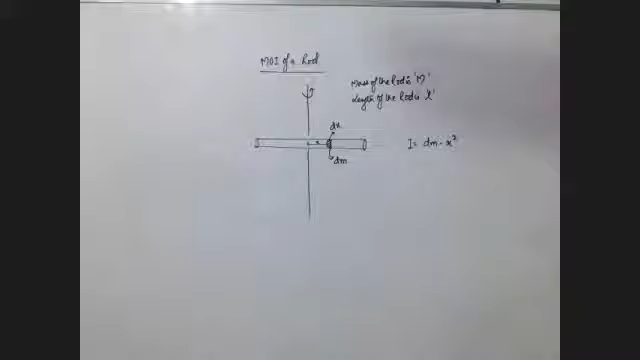 MOI of a Rod
Mass of the Rod is 'M'
Length of the Rod is 'l'
dx
x
dm
I = dm · x²